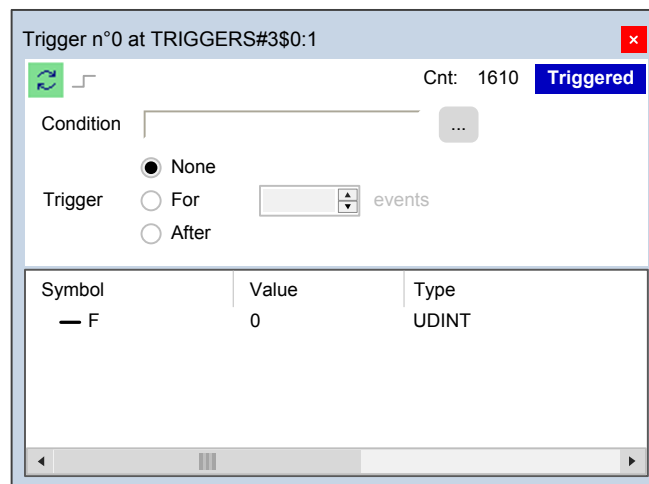 Trigger n°0 at TRIGGERS#3$0:1
Cnt: 1610 Triggered
Condition ...
None
Trigger For events
After
Symbol Value Type
F 0 UDINT